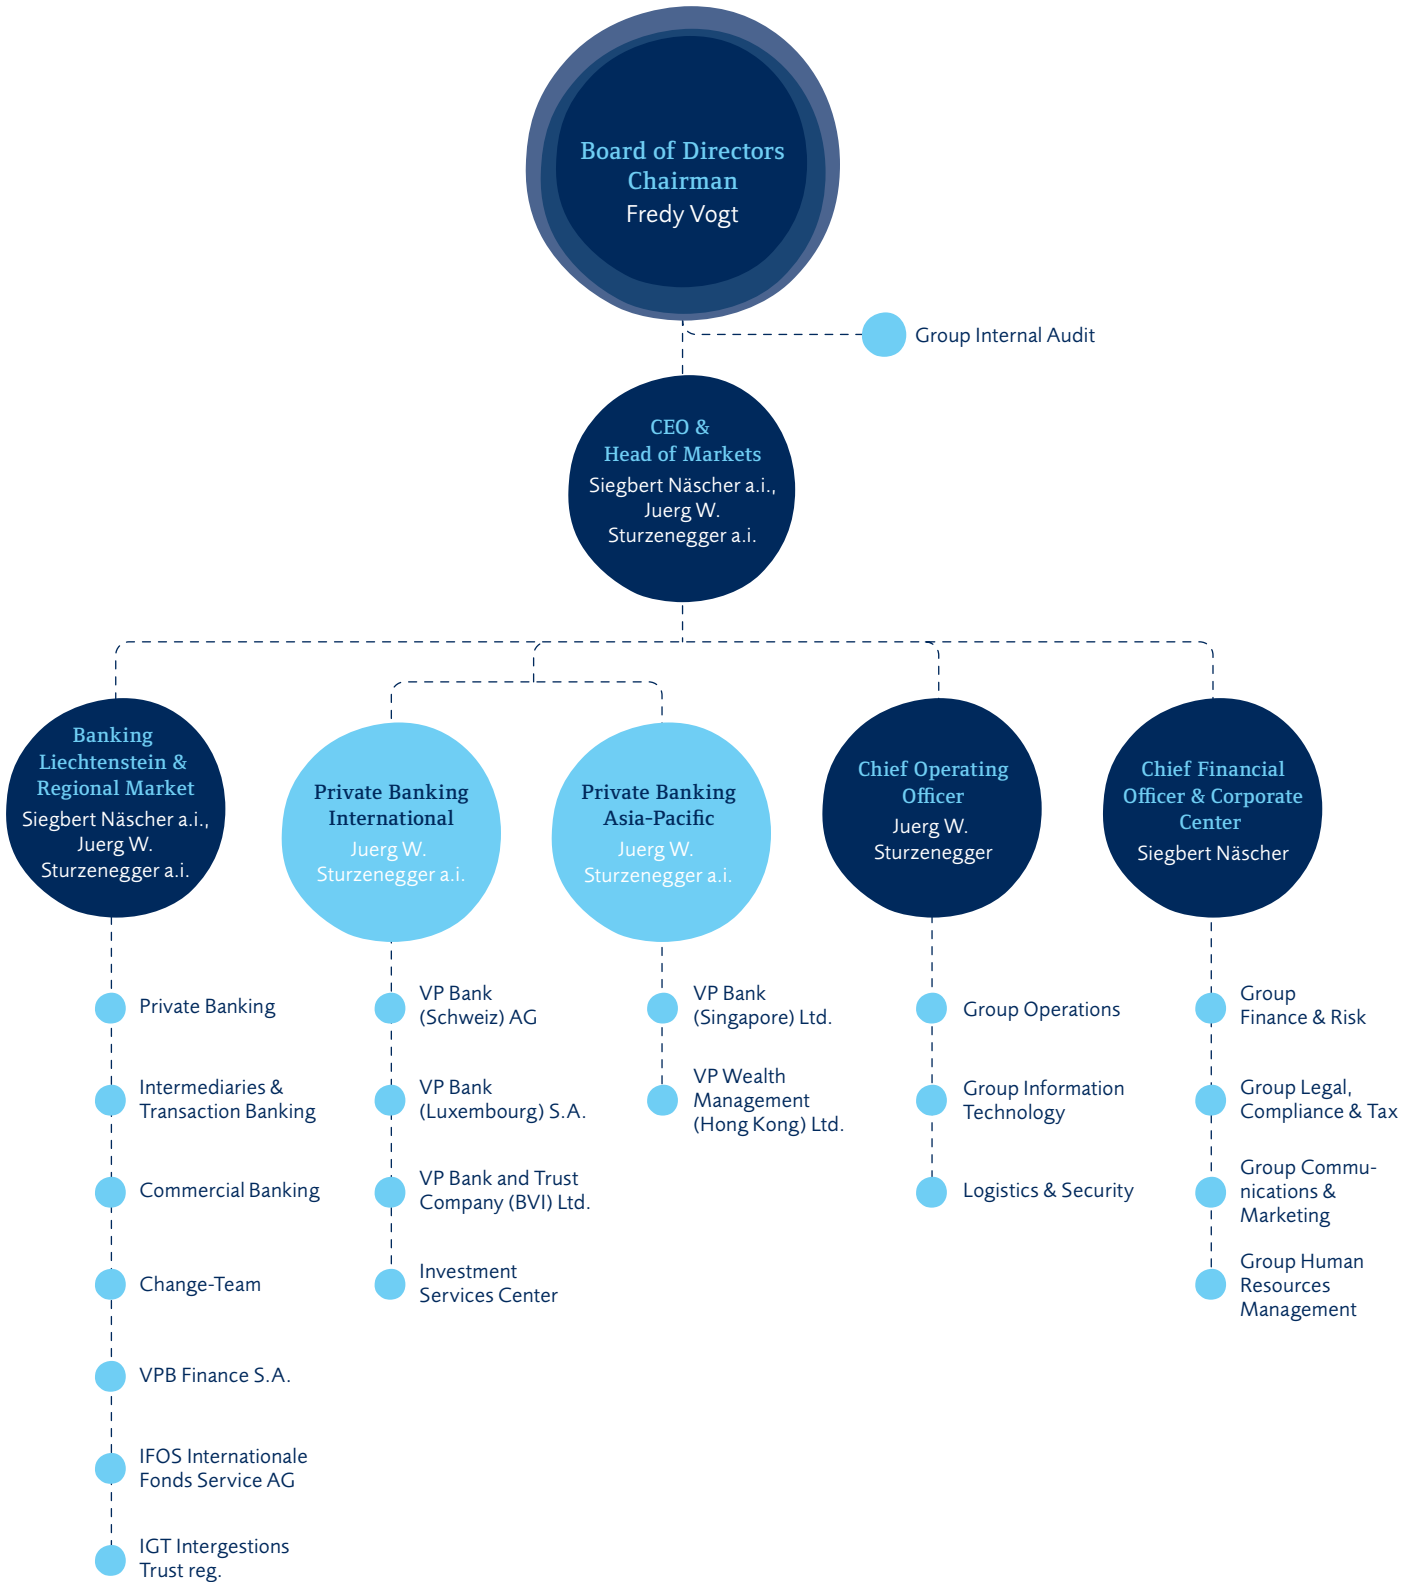 Board of Directors
Chairman
Fredy Vogt
Group Internal Audit
CEO &
Head of Markets
Siegbert Näscher a.i.,
Juerg W.
Sturzenegger a.i.
Banking
Liechtenstein &
Regional Market
Siegbert Näscher a.i.,
Juerg W.
Sturzenegger a.i.
Private Banking
Intermediaries &
Transaction Banking
Commercial Banking
Change-Team
VPB Finance S.A.
IFOS Internationale
Fonds Service AG
IGT Intergestions
Trust reg.
Private Banking
International
Juerg W.
Sturzenegger a.i.
VP Bank
(Schweiz) AG
VP Bank
(Luxembourg) S.A.
VP Bank and Trust
Company (BVI) Ltd.
Investment
Services Center
Private Banking
Asia-Pacific
Juerg W.
Sturzenegger a.i.
VP Bank
(Singapore) Ltd.
VP Wealth
Management
(Hong Kong) Ltd.
Chief Operating
Officer
Juerg W.
Sturzenegger
Group Operations
Group Information
Technology
Logistics & Security
Chief Financial
Officer & Corporate
Center
Siegbert Näscher
Group
Finance & Risk
Group Legal,
Compliance & Tax
Group Commu-
nications &
Marketing
Group Human
Resources
Management